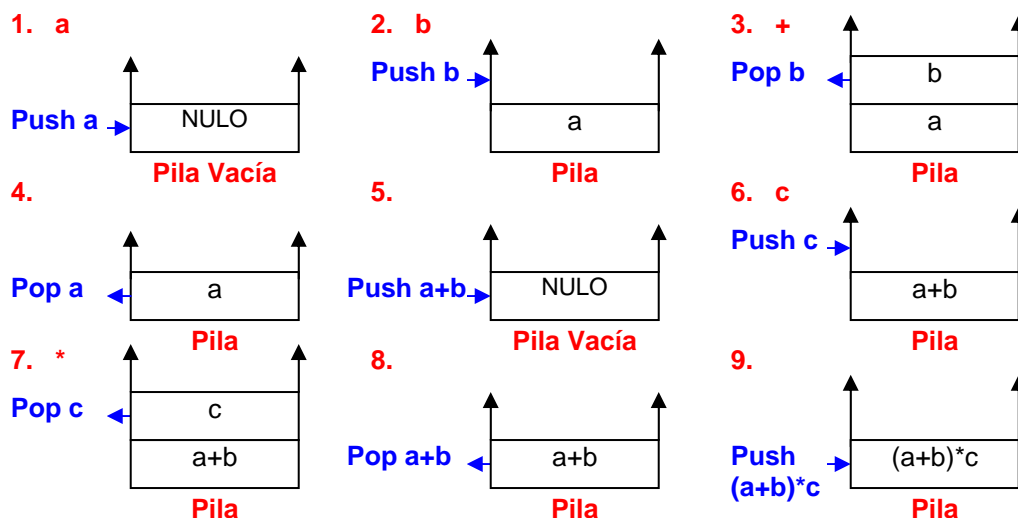 1. a
2. b
3. +
Push a
NULO
Pila Vacía
Push b
a
Pila
Pop b
b
a
Pila
4.
5.
6. c
Pop a
a
Pila
Push a+b
NULO
Pila Vacía
Push c
a+b
Pila
7. *
8.
9.
Pop c
c
a+b
Pila
Pop a+b
a+b
Pila
Push
(a+b)*c
(a+b)*c
Pila